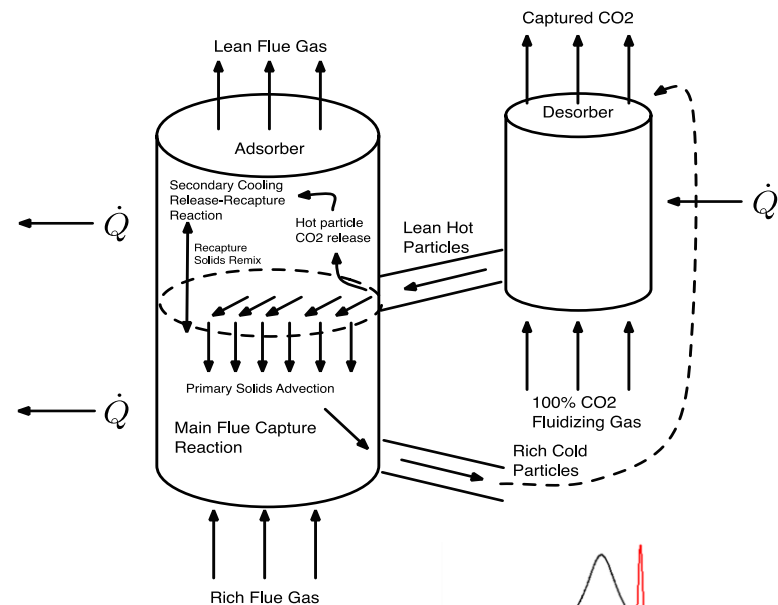 Captured CO2
Lean Flue Gas
Desorber
Adsorber
Secondary Cooling
Release-Recapture
Reaction
Hot particle
CO2 release
Recapture
Solids Remix
Lean Hot
Particles
Q̇
Q̇
Primary Solids Advection
Q̇
Main Flue Capture
Reaction
100% CO2
Fluidizing Gas
Rich Cold
Particles
Rich Flue Gas